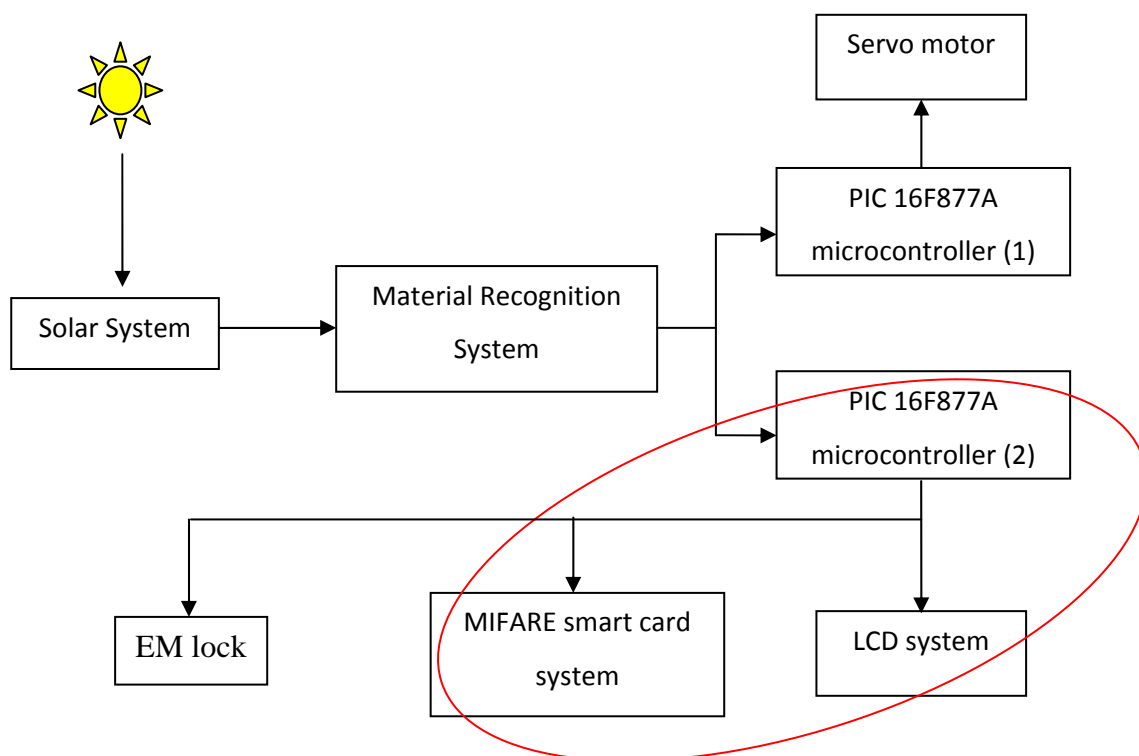 Servo motor
PIC 16F877A
microcontroller (1)
Material Recognition
System
Solar System
PIC 16F877A
microcontroller (2)
EM lock
MIFARE smart card
system
LCD system